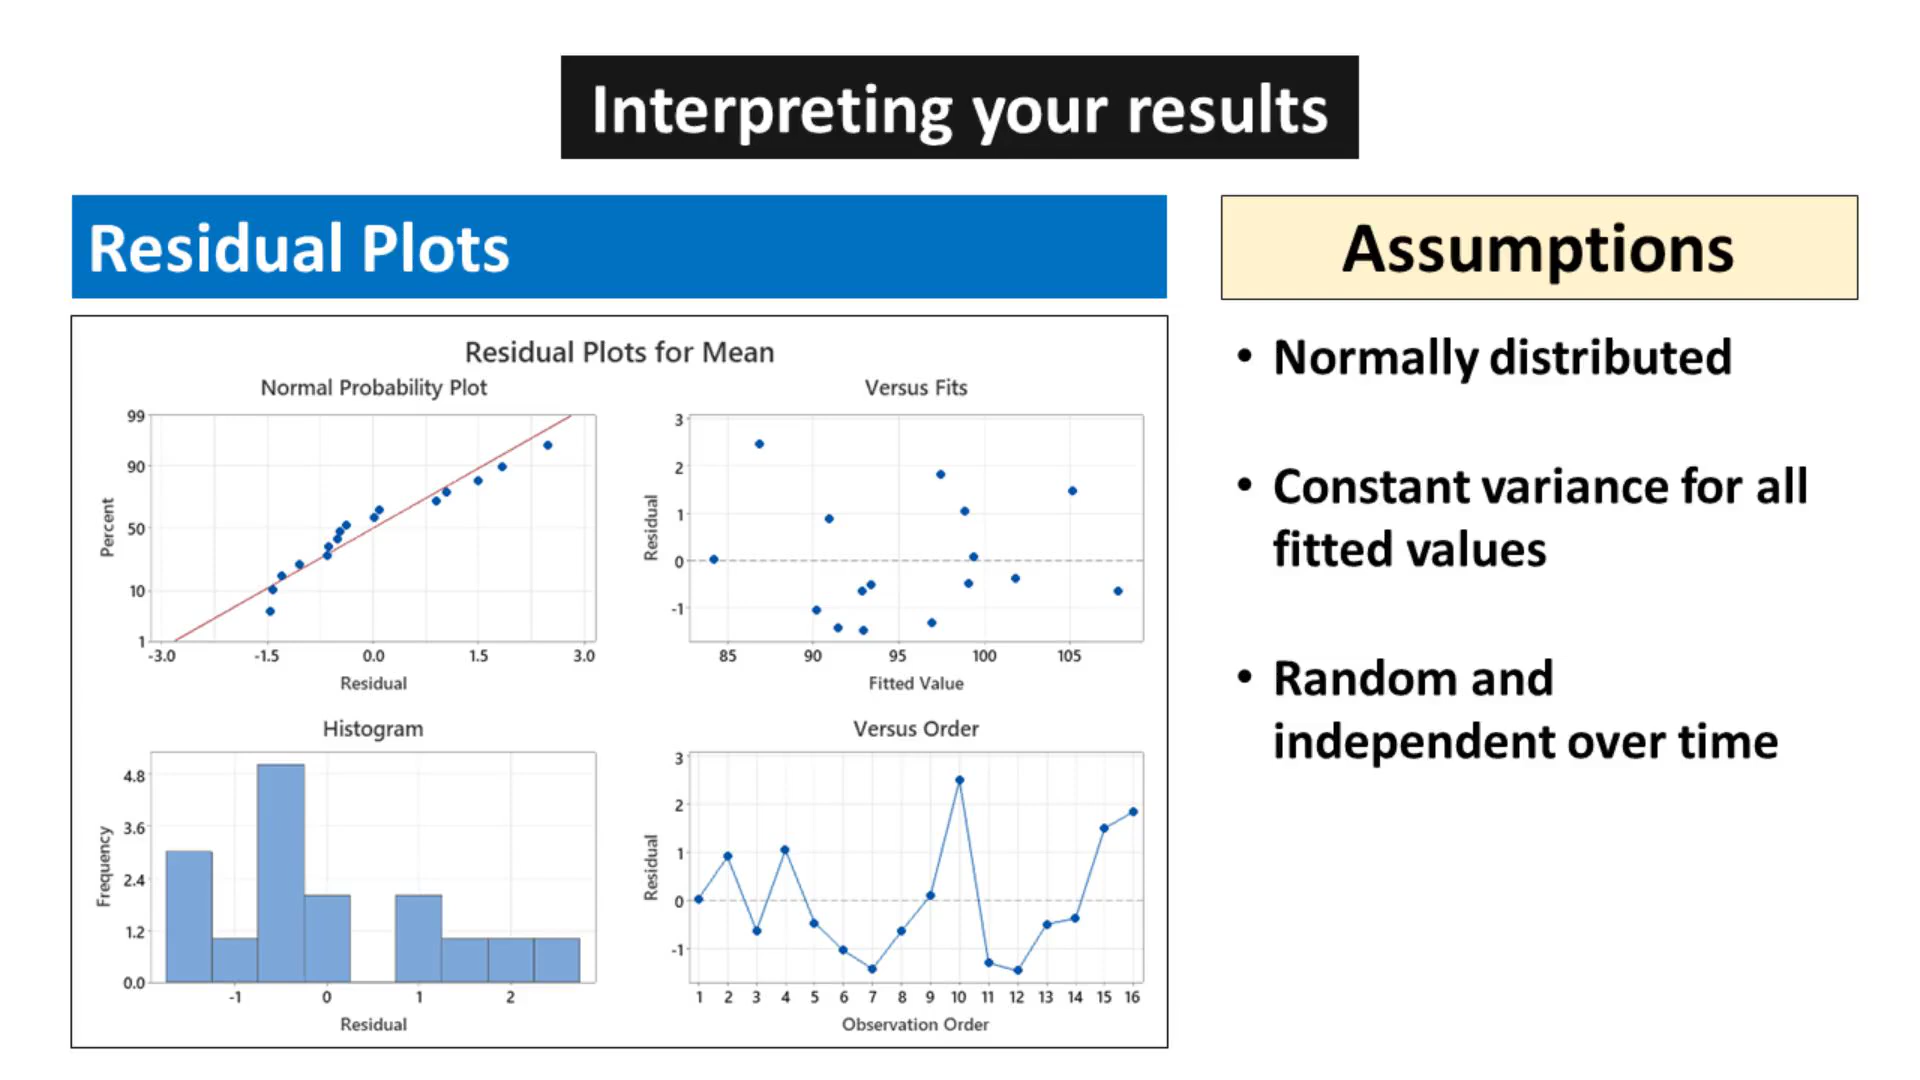 Interpreting your results
Residual Plots
Assumptions
Residual Plots for Mean
Normal Probability Plot
99
90
50
10
1
Percent
-3.0 -1.5 0.0 1.5 3.0
Residual
Versus Fits
3
2
1
0
-1
Residual
85 90 95 100 105
Fitted Value
Histogram
4.8
3.6
2.4
1.2
0.0
Frequency
-1 0 1 2
Residual
Versus Order
3
2
1
0
-1
Residual
1 2 3 4 5 6 7 8 9 10 11 12 13 14 15 16
Observation Order
• Normally distributed
• Constant variance for all
fitted values
• Random and
independent over time